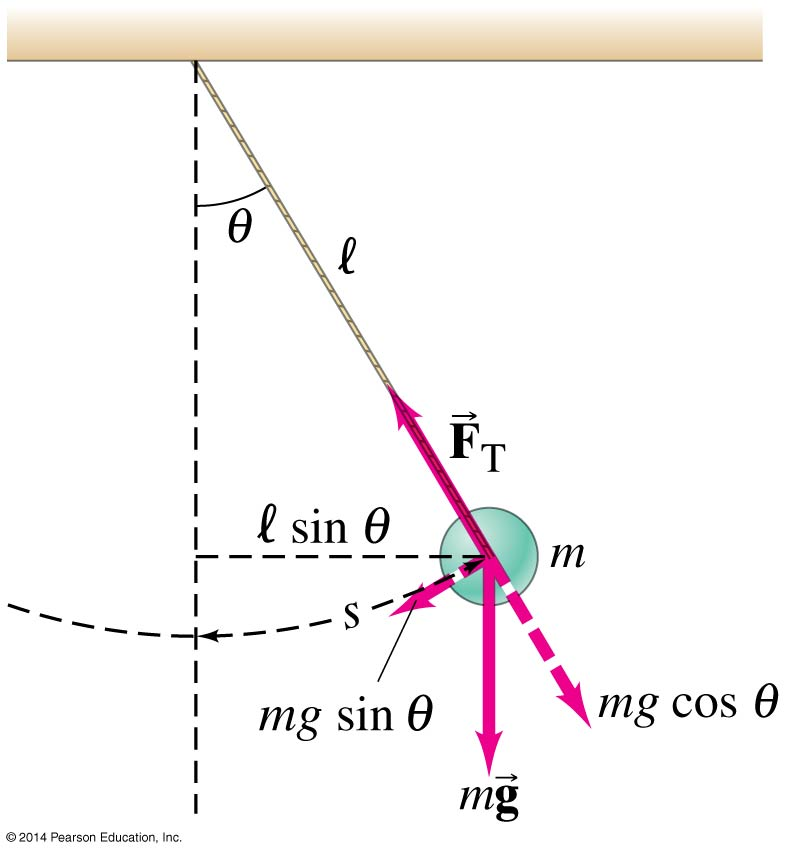 θ
ℓ
F⃗T
ℓ sin θ
m
s
mg sin θ
mg cos θ
mg⃗
© 2014 Pearson Education, Inc.